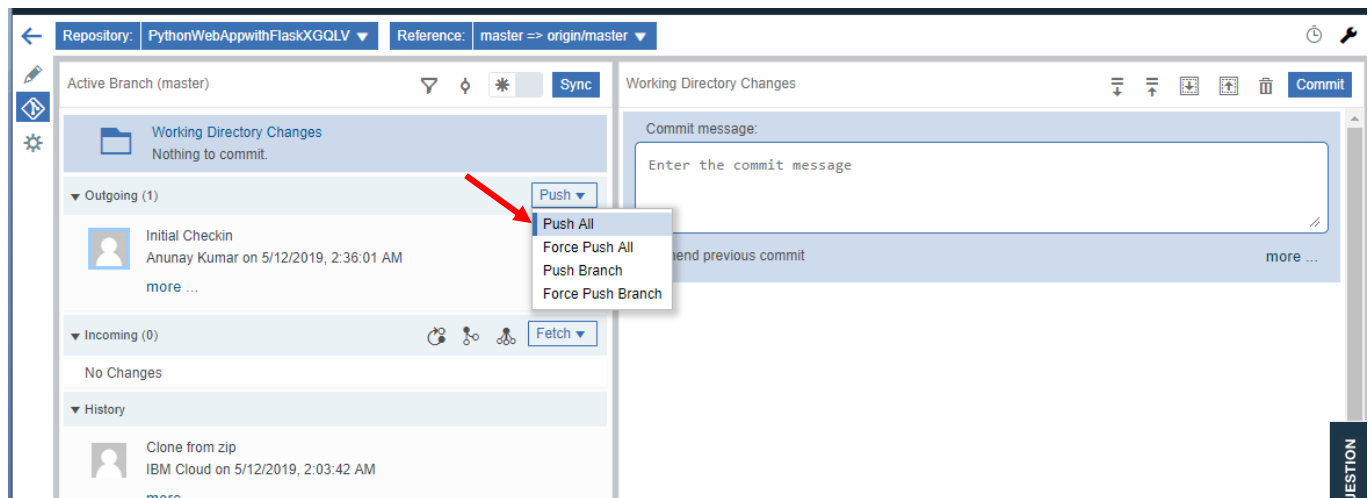 Repository: PythonWebAppwithFlaskXGQLV Reference: master => origin/master
Active Branch (master)
Sync
Working Directory Changes
Nothing to commit.
Outgoing (1)
Push
Push All
Force Push All
Push Branch
Force Push Branch
Initial Checkin
Anunay Kumar on 5/12/2019, 2:36:01 AM
more ...
Incoming (0)
Fetch
No Changes
History
Clone from zip
IBM Cloud on 5/12/2019, 2:03:42 AM
more
Working Directory Changes
Commit
Commit message:
Enter the commit message
previous commit
more ...